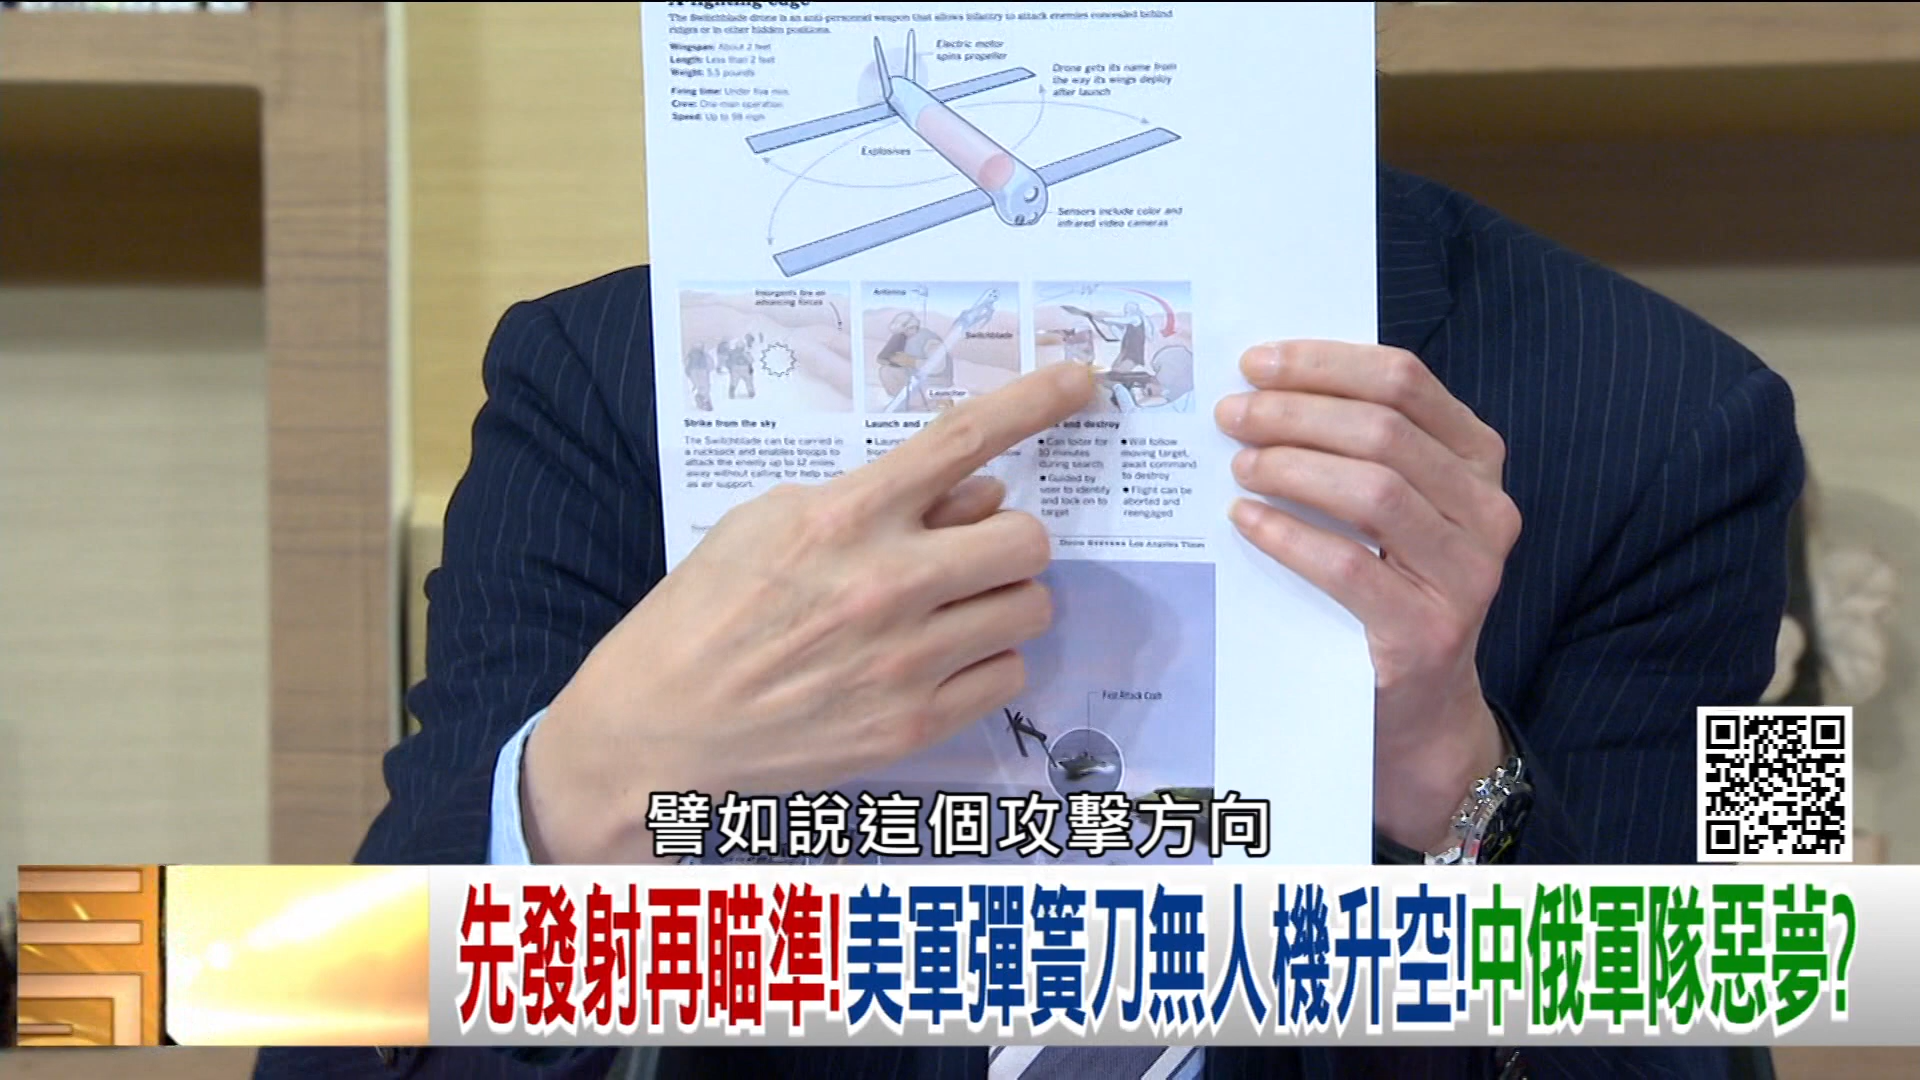 A fighting edge
The Switchblade drone is an anti-personnel weapon that allows infantry to attack enemies concealed behind
ridges or in other hidden positions.
Wingspan: About 2 feet
Length: Less than 2 feet
Weight: 5.5 pounds
Firing time: Under five min.
Crew: One-man operation
Speed: Up to 98 mph
Electric motor
spins propeller
Drone gets its name from
the way its wings deploy
after launch
Explosives
Sensors include color and
infrared video cameras
Insurgents fire on
advancing forces
Antenna
Switchblade
Launcher
Strike from the sky
The Switchblade can be carried in
a rucksack and enables troops to
attack the enemy up to 12 miles
away without calling for help such
as air support.
Launch and
from
and destroy
Can loiter for
10 minutes
during search
Guided by
user to identify
and lock on to
target
Will follow
moving target,
await command
to destroy
Flight can be
aborted and
reengaged
Los Angeles Times
Fast Attack Craft
譬如說這個攻擊方向
先發射再瞄準!美軍彈簧刀無人機升空!中俄軍隊惡夢?